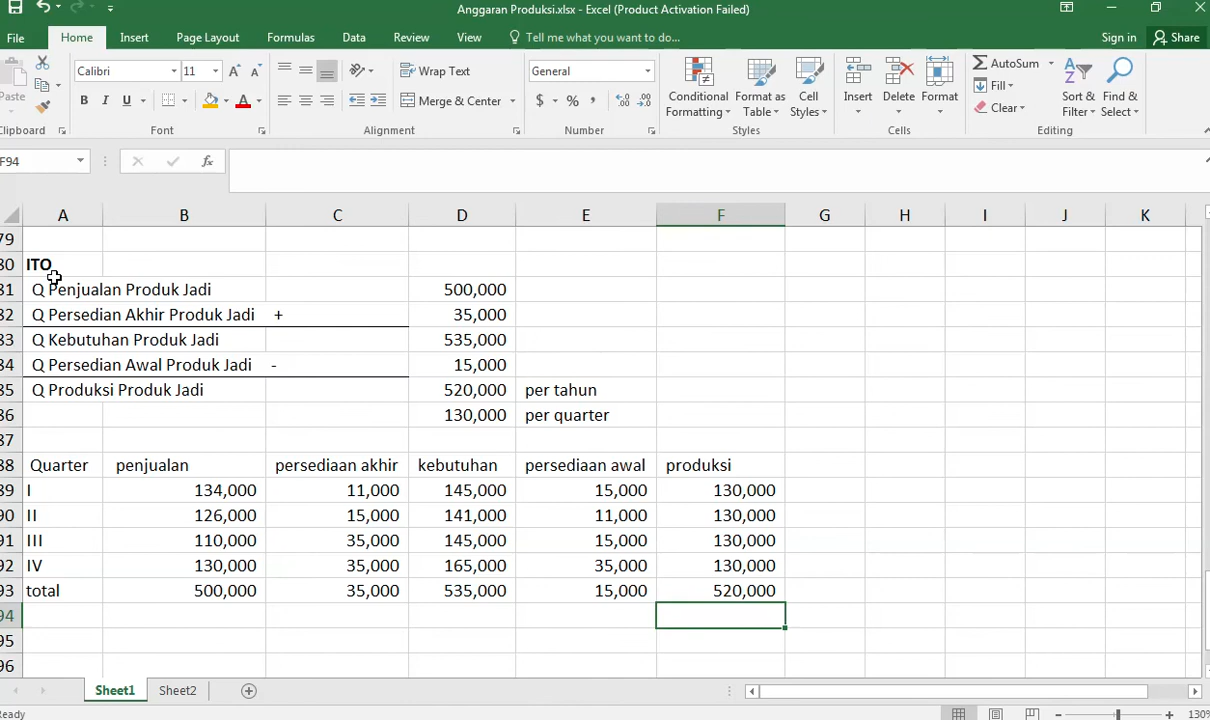 Anggaran Produksi.xlsx - Excel (Product Activation Failed)
File Home Insert Page Layout Formulas Data Review View Tell me what you want to do... Sign in Share
Paste Calibri 11 Wrap Text General AutoSum
B I U Merge & Center $ % , Conditional Formatting Format as Table Cell Styles Insert Delete Format Fill Clear Sort & Filter Find & Select
Clipboard Font Alignment Number Styles Cells Editing
F94 fx
A B C D E F G H I J K
79
80 ITO
81 Q Penjualan Produk Jadi 500,000
82 Q Persedian Akhir Produk Jadi + 35,000
83 Q Kebutuhan Produk Jadi 535,000
84 Q Persedian Awal Produk Jadi - 15,000
85 Q Produksi Produk Jadi 520,000 per tahun
86 130,000 per quarter
87
88 Quarter penjualan persediaan akhir kebutuhan persediaan awal produksi
89 I 134,000 11,000 145,000 15,000 130,000
90 II 126,000 15,000 141,000 11,000 130,000
91 III 110,000 35,000 145,000 15,000 130,000
92 IV 130,000 35,000 165,000 35,000 130,000
93 total 500,000 35,000 535,000 15,000 520,000
94
95
96
Sheet1 Sheet2
Ready 130%